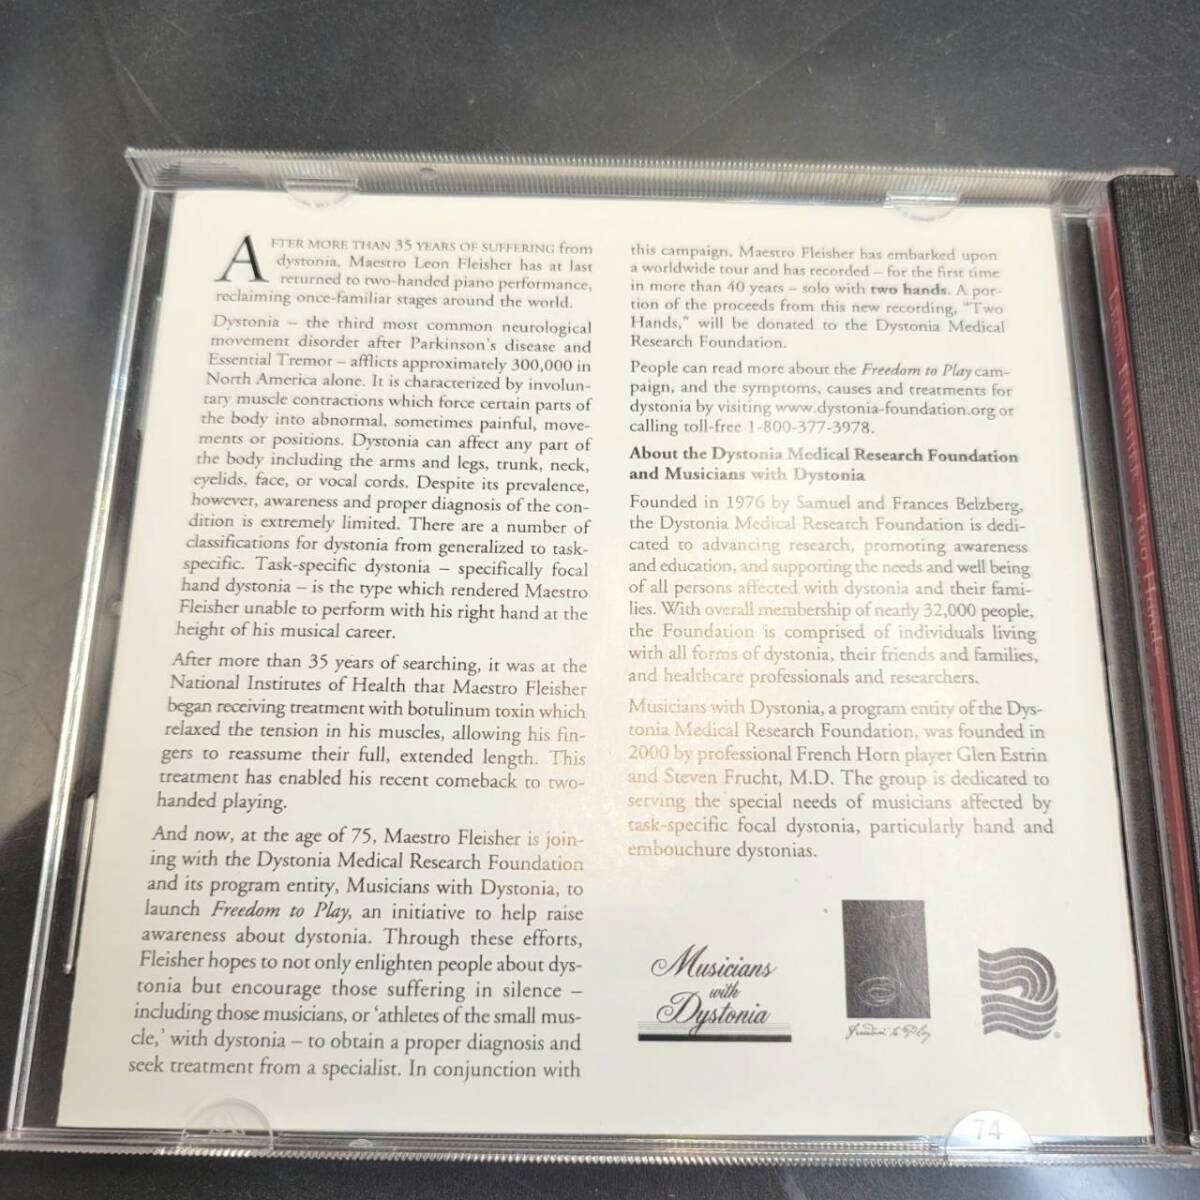 AFTER MORE THAN 35 YEARS OF SUFFERING from
dystonia, Maestro Leon Fleisher has at last
returned to two-handed piano performance,
reclaiming once-familiar stages around the world.
Dystonia – the third most common neurological
movement disorder after Parkinson's disease and
Essential Tremor – afflicts approximately 300,000 in
North America alone. It is characterized by involun-
tary muscle contractions which force certain parts of
the body into abnormal, sometimes painful, move-
ments or positions. Dystonia can affect any part of
the body including the arms and legs, trunk, neck,
eyelids, face, or vocal cords. Despite its prevalence,
however, awareness and proper diagnosis of the con-
dition is extremely limited. There are a number of
classifications for dystonia from generalized to task-
specific. Task-specific dystonia – specifically focal
hand dystonia – is the type which rendered Maestro
Fleisher unable to perform with his right hand at the
height of his musical career.
After more than 35 years of searching, it was at the
National Institutes of Health that Maestro Fleisher
began receiving treatment with botulinum toxin which
relaxed the tension in his muscles, allowing his fin-
gers to reassume their full, extended length. This
treatment has enabled his recent comeback to two-
handed playing.
And now, at the age of 75, Maestro Fleisher is join-
ing with the Dystonia Medical Research Foundation
and its program entity, Musicians with Dystonia, to
launch Freedom to Play, an initiative to help raise
awareness about dystonia. Through these efforts,
Fleisher hopes to not only enlighten people about dys-
tonia but encourage those suffering in silence –
including those musicians, or 'athletes of the small mus-
cle,' with dystonia – to obtain a proper diagnosis and
seek treatment from a specialist. In conjunction with
this campaign, Maestro Fleisher has embarked upon
a worldwide tour and has recorded – for the first time
in more than 40 years – solo with two hands. A por-
tion of the proceeds from this new recording, "Two
Hands," will be donated to the Dystonia Medical
Research Foundation.
People can read more about the Freedom to Play cam-
paign, and the symptoms, causes and treatments for
dystonia by visiting www.dystonia-foundation.org or
calling toll-free 1-800-377-3978.
About the Dystonia Medical Research Foundation
and Musicians with Dystonia
Founded in 1976 by Samuel and Frances Belzberg,
the Dystonia Medical Research Foundation is dedi-
cated to advancing research, promoting awareness
and education, and supporting the needs and well being
of all persons affected with dystonia and their fami-
lies. With overall membership of nearly 32,000 people,
the Foundation is comprised of individuals living
with all forms of dystonia, their friends and families,
and healthcare professionals and researchers.
Musicians with Dystonia, a program entity of the Dys-
tonia Medical Research Foundation, was founded in
2000 by professional French Horn player Glen Estrin
and Steven Frucht, M.D. The group is dedicated to
serving the special needs of musicians affected by
task-specific focal dystonia, particularly hand and
embouchure dystonias.
Musicians
with
Dystonia
Freedom to Play
74
LEON FLEISHER Two Hands